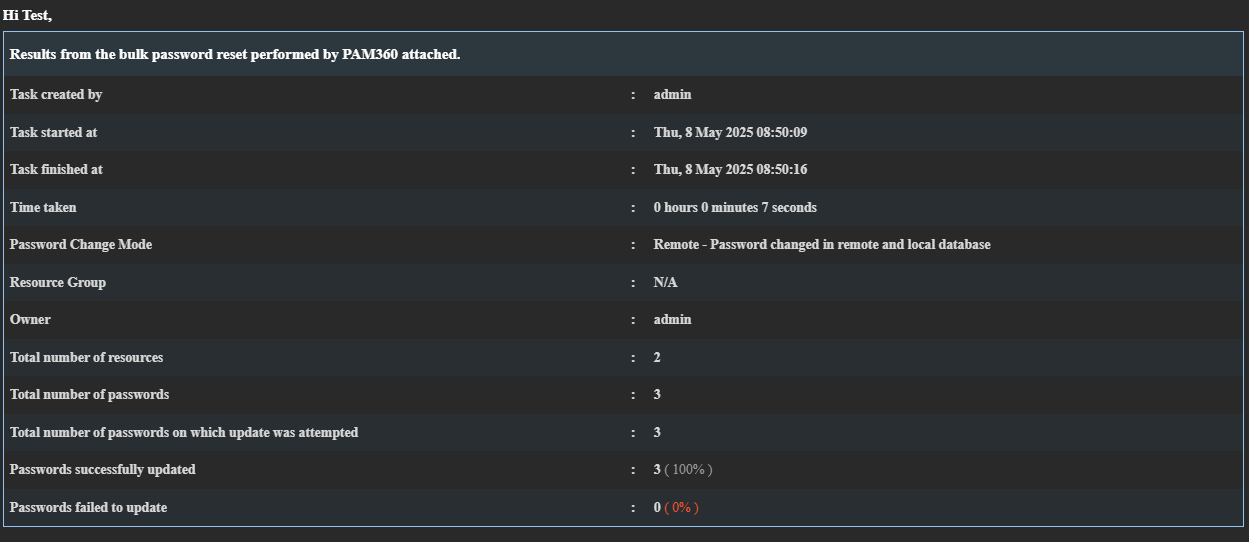 Hi Test,
Results from the bulk password reset performed by PAM360 attached.
Task created by : admin
Task started at : Thu, 8 May 2025 08:50:09
Task finished at : Thu, 8 May 2025 08:50:16
Time taken : 0 hours 0 minutes 7 seconds
Password Change Mode : Remote - Password changed in remote and local database
Resource Group : N/A
Owner : admin
Total number of resources : 2
Total number of passwords : 3
Total number of passwords on which update was attempted : 3
Passwords successfully updated : 3 ( 100% )
Passwords failed to update : 0 ( 0% )